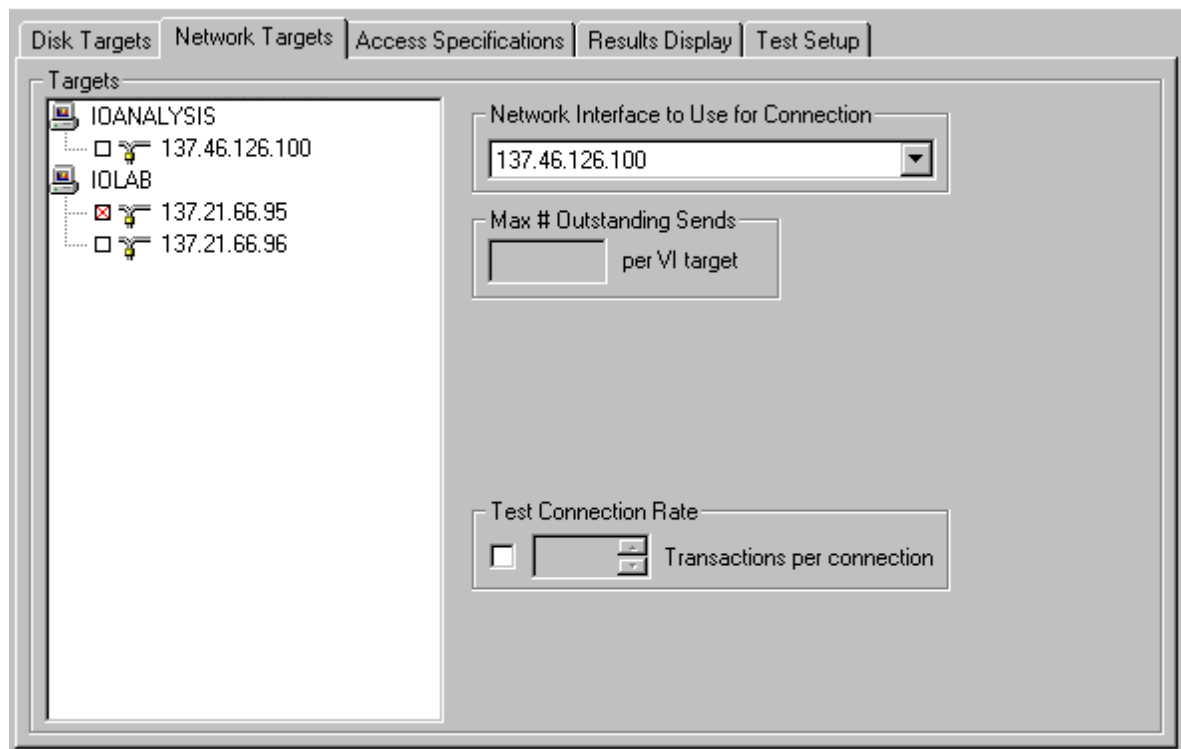 Disk Targets Network Targets Access Specifications Results Display Test Setup
Targets
IOANALYSIS
137.46.126.100
IOLAB
137.21.66.95
137.21.66.96
Network Interface to Use for Connection
137.46.126.100
Max # Outstanding Sends
per VI target
Test Connection Rate
Transactions per connection